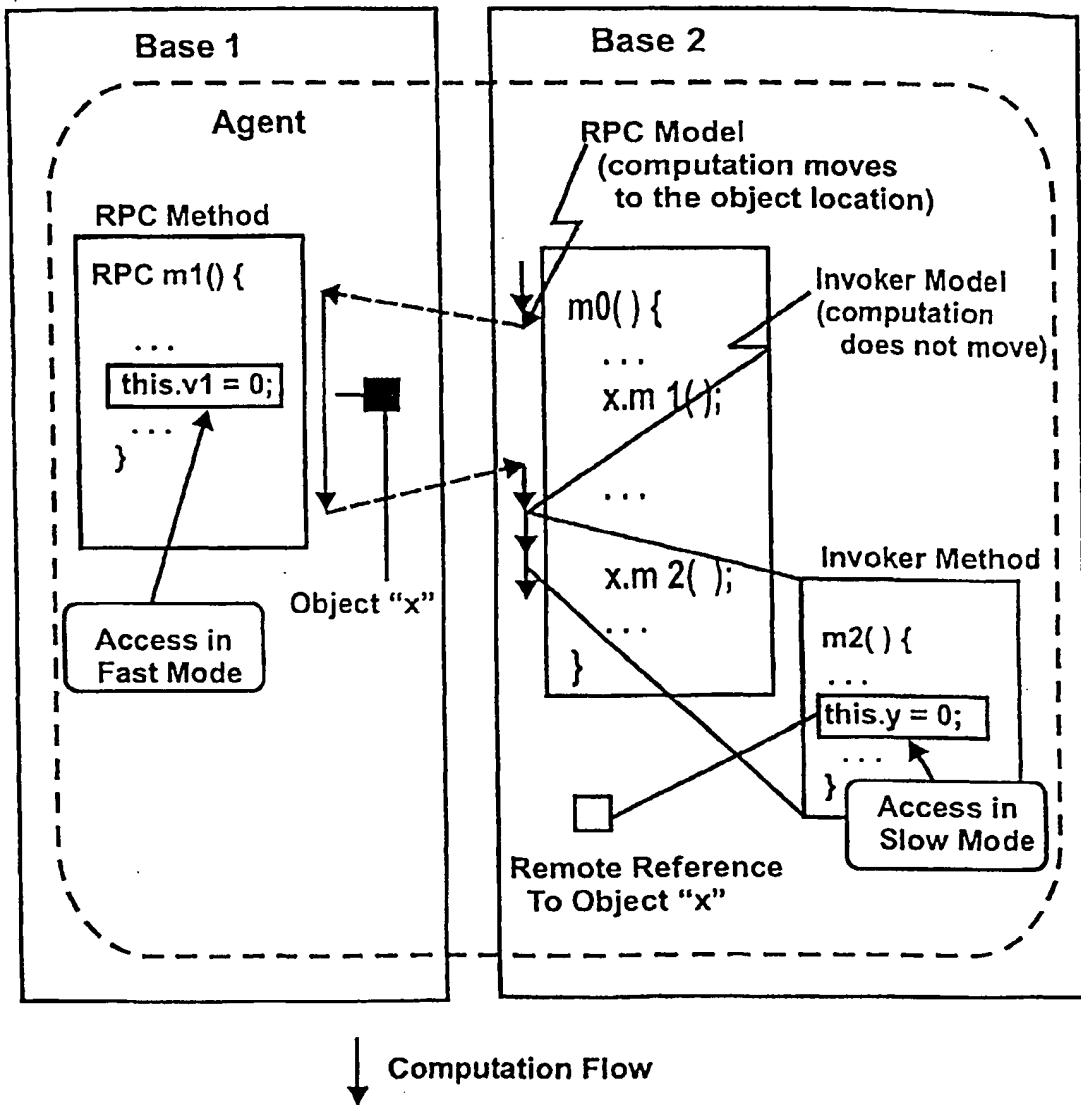 Base 1
Base 2
Agent
RPC Model
(computation moves
to the object location)
RPC Method
RPC m1() {
...
this.v1 = 0;
...
}
Object “x”
Access in
Fast Mode
m0( ) {
...
x.m 1( );
...
x.m 2( );
...
}
Invoker Model
(computation
does not move)
Invoker Method
m2() {
...
this.y = 0;
...
}
Access in
Slow Mode
Remote Reference
To Object “x”
Computation Flow